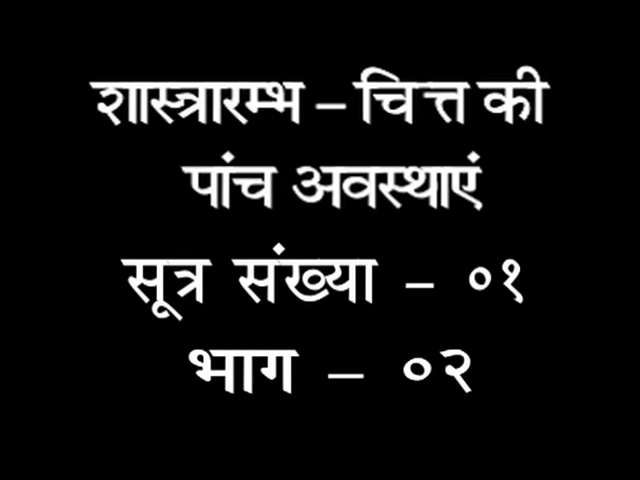 शास्त्रारम्भ – चित्त की
पांच अवस्थाएं
सूत्र संख्या – ०१
भाग – ०२